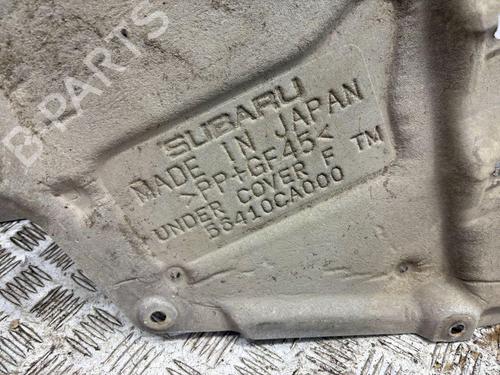 B-PARTS
SUBARU
MADE IN JAPAN
>PP+GF45<
UNDER COVER F TM
56410CA000